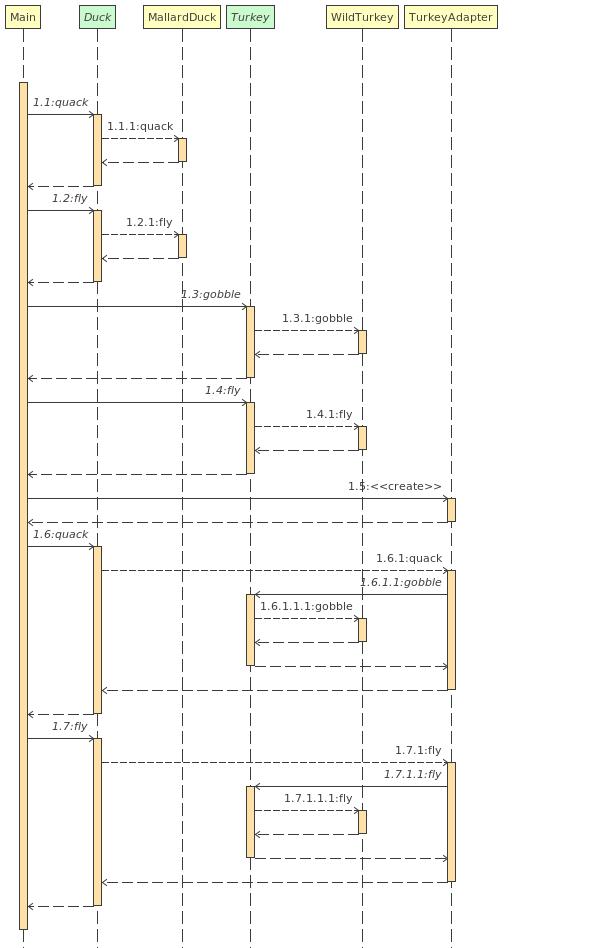 Main Duck MallardDuck Turkey WildTurkey TurkeyAdapter
1.1:quack
1.1.1:quack
1.2:fly
1.2.1:fly
1.3:gobble
1.3.1:gobble
1.4:fly
1.4.1:fly
1.5:<<create>>
1.6:quack
1.6.1:quack
1.6.1.1:gobble
1.6.1.1.1:gobble
1.7:fly
1.7.1:fly
1.7.1.1:fly
1.7.1.1.1:fly